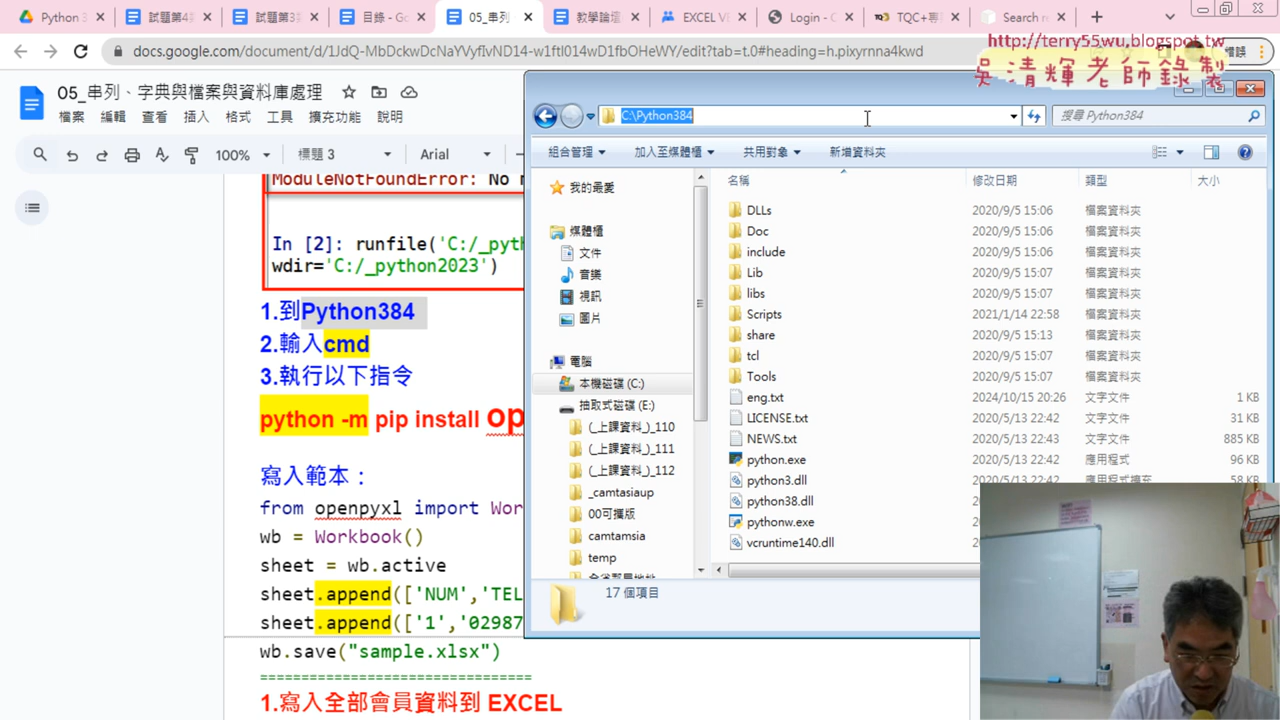 Python 3
試題第4
試題第3
目錄 - Go
05_串列
教學論壇
EXCEL V
Login - C
TQC+專
Search r
docs.google.com/document/d/1JdQ-MbDckwDcNaYVyfIvND14-w1ftl014wD1fbOHeWY/edit?tab=t.0#heading=h.pixyrnna4kwd
http://terry55wu.blogspot.tw
吳清輝老師錄製
05_串列、字典與檔案與資料庫處理
檔案 編輯 查看 插入 格式 工具 擴充功能 說明
100% 標題 3 Arial
ModuleNotFoundError: No
In [2]: runfile('C:/_pyth
wdir='C:/_python2023')
1.到Python384
2.輸入cmd
3.執行以下指令
python -m pip install op
寫入範本：
from openpyxl import Wor
wb = Workbook()
sheet = wb.active
sheet.append(['NUM','TEL
sheet.append(['1','02987
wb.save("sample.xlsx")
================================
1.寫入全部會員資料到 EXCEL
C:\Python384
搜尋 Python384
組合管理 加入至媒體櫃 共用對象 新增資料夾
我的最愛
媒體櫃
文件
音樂
視訊
圖片
電腦
本機磁碟 (C:)
抽取式磁碟 (E:)
(_上課資料_)_110
(_上課資料_)_111
(_上課資料_)_112
_camtasiaup
00可攜版
camtamsia
temp
名稱 修改日期 類型 大小
DLLs 2020/9/5 15:06 檔案資料夾
Doc 2020/9/5 15:06 檔案資料夾
include 2020/9/5 15:06 檔案資料夾
Lib 2020/9/5 15:07 檔案資料夾
libs 2020/9/5 15:07 檔案資料夾
Scripts 2021/1/14 22:58 檔案資料夾
share 2020/9/5 15:13 檔案資料夾
tcl 2020/9/5 15:07 檔案資料夾
Tools 2020/9/5 15:07 檔案資料夾
eng.txt 2024/10/15 20:26 文字文件 1 KB
LICENSE.txt 2020/5/13 22:42 文字文件 31 KB
NEWS.txt 2020/5/13 22:43 文字文件 885 KB
python.exe 2020/5/13 22:42 應用程式 96 KB
python3.dll 2020/5/13 22:42 應用程式擴充 58 KB
python38.dll
pythonw.exe
vcruntime140.dll
17 個項目